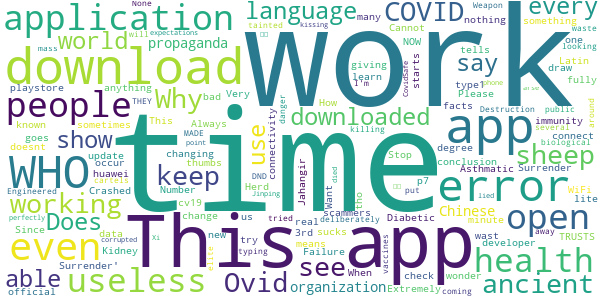 None
application
language
COVID
every
work
Weapon
kissing
expectations
many
something
world
mass
will
tainted
Cannot
nothing
waste
one
looking
propaganda
download
tells
Latin
playstore
anything
Why
giving
NOW
say
draw
fully
Please
people
bad
Very
learn
I'm
CovidSafe
starts
type1
facts
etc
phone
Always
downloaded
How
danger
immunity
around
known
sometimes
This
use
connectivity
killing
app
Destruction
public
WHO
show
THEY
MADE
time
degree
several
biological
update
doesnt
goes
occur
thumbs
Stop
conclusion
sheep
point
changing
Herd
DND
Jahangir
Asthmatic
Surrender
huawei
keep
Jinping
Want
tho
p7
error
WiFi
lite
Engineered
Crashed
Number
cv19
scammers
put
Diabetic
working
Does
change
us
real
died
deliberately
lied
Chinese
open
Since
data
new
try
3rd
sucks
tried
minute
perfectly
even
Kidney
corrupted
Xi
typing
means
Failure
This
app
wast
developer
away
TRUSTS
health
able
Surrender'
useless
elite
Ovid
see
When
vaccines
check
wonder
official
organization
Extremely
coming
ancient